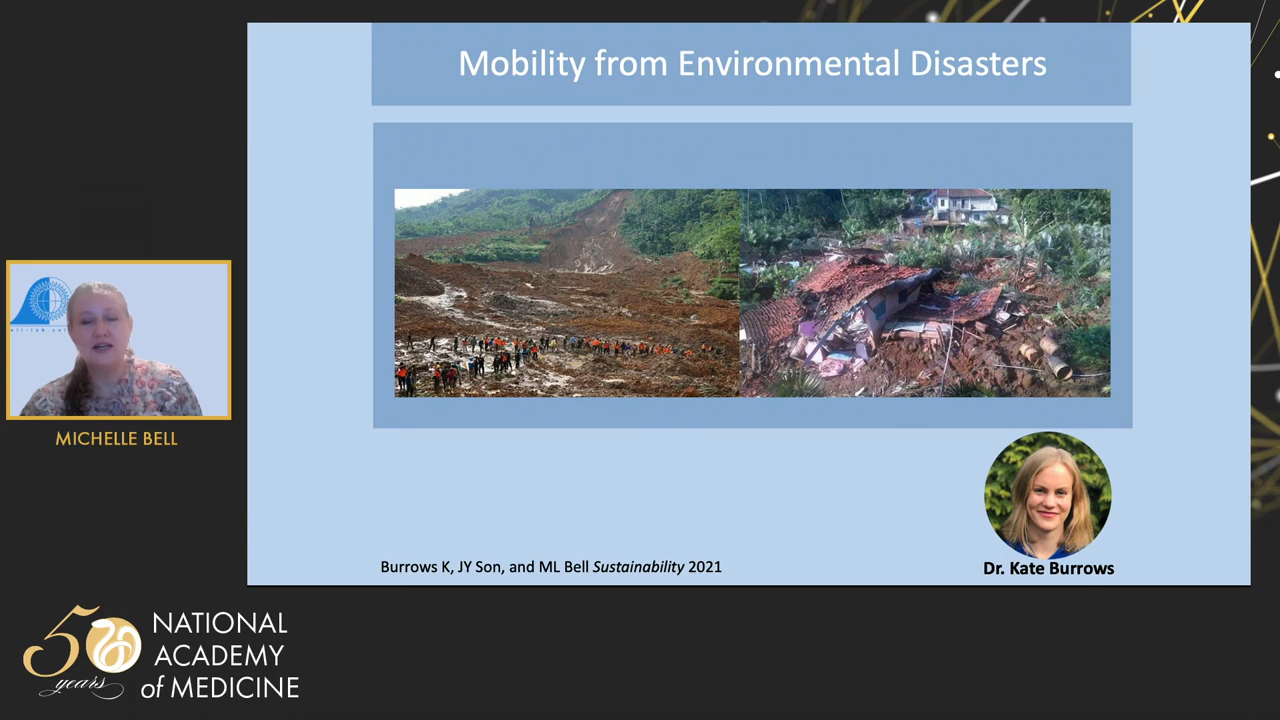 Mobility from Environmental Disasters
MICHELLE BELL
Burrows K, JY Son, and ML Bell Sustainability 2021
Dr. Kate Burrows
50 years
NATIONAL
ACADEMY
of MEDICINE